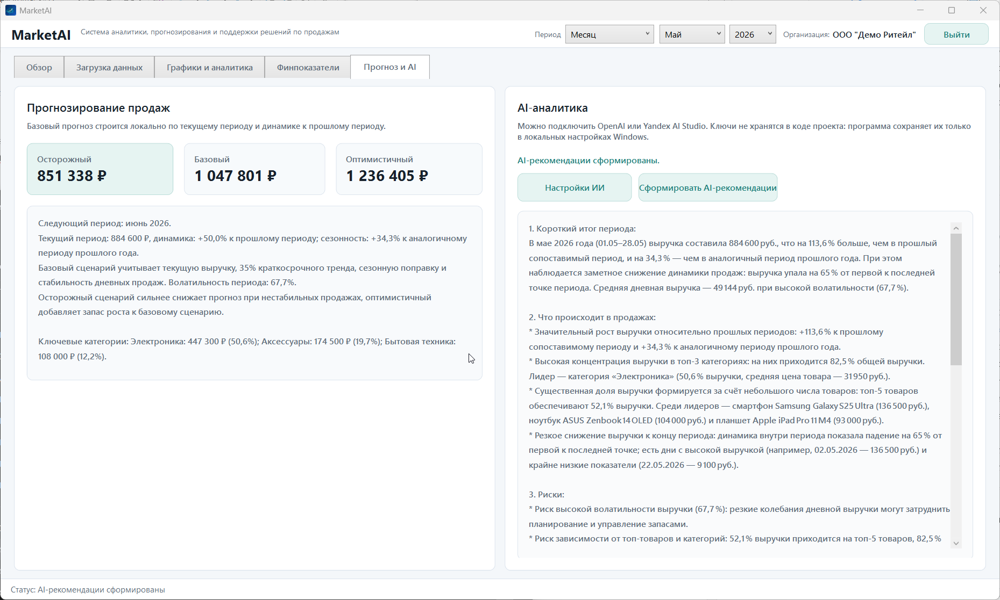 MarketAI
MarketAI
Система аналитики, прогнозирования и поддержки решений по продажам
Период
Месяц
Май
2026
Организация: ООО "Демо Ритейл"
Выйти
Обзор
Загрузка данных
Графики и аналитика
Финпоказатели
Прогноз и AI
Прогнозирование продаж
Базовый прогноз строится локально по текущему периоду и динамике к прошлому периоду.
Осторожный
851 338 ₽
Базовый
1 047 801 ₽
Оптимистичный
1 236 405 ₽
Следующий период: июнь 2026.
Текущий период: 884 600 ₽, динамика: +50,0% к прошлому периоду; сезонность: +34,3% к аналогичному
периоду прошлого года.
Базовый сценарий учитывает текущую выручку, 35% краткосрочного тренда, сезонную поправку и
стабильность дневных продаж. Волатильность периода: 67,7%.
Осторожный сценарий сильнее снижает прогноз при нестабильных продажах, оптимистичный
добавляет запас роста к базовому сценарию.
Ключевые категории: Электроника: 447 300 ₽ (50,6%); Аксессуары: 174 500 ₽ (19,7%); Бытовая техника:
108 000 ₽ (12,2%).
AI-аналитика
Можно подключить OpenAI или Yandex AI Studio. Ключи не хранятся в коде проекта: программа сохраняет их только
в локальных настройках Windows.
AI-рекомендации сформированы.
Настройки ИИ
Сформировать AI-рекомендации
1. Короткий итог периода:
В мае 2026 года (01.05–28.05) выручка составила 884 600 руб., что на 113,6 % больше, чем в прошлый
сопоставимый период, и на 34,3 % — чем в аналогичный период прошлого года. При этом
наблюдается заметное снижение динамики продаж: выручка упала на 65 % от первой к последней
точке периода. Средняя дневная выручка — 49 144 руб. при высокой волатильности (67,7 %).
2. Что происходит в продажах:
* Значительный рост выручки относительно прошлых периодов: +113,6 % к прошлому
сопоставимому периоду и +34,3 % к аналогичному периоду прошлого года.
* Высокая концентрация выручки в топ-3 категориях: на них приходится 82,5 % общей выручки.
Лидер — категория «Электроника» (50,6 % выручки, средняя цена товара — 31 950 руб.).
* Существенная доля выручки формируется за счёт небольшого числа товаров: топ-5 товаров
обеспечивают 52,1 % выручки. Среди лидеров — смартфон Samsung Galaxy S25 Ultra (136 500 руб.),
ноутбук ASUS Zenbook 14 OLED (104 000 руб.) и планшет Apple iPad Pro 11 M4 (93 000 руб.).
* Резкое снижение выручки к концу периода: динамика внутри периода показала падение на 65 % от
первой к последней точке; есть дни с высокой выручкой (например, 02.05.2026 — 136 500 руб.) и
крайне низкие показатели (22.05.2026 — 9 100 руб.).
3. Риски:
* Риск высокой волатильности выручки (67,7 %): резкие колебания дневной выручки могут затруднить
планирование и управление запасами.
* Риск зависимости от топ-товаров и категорий: 52,1 % выручки приходится на топ-5 товаров, 82,5 %
Статус: AI-рекомендации сформированы